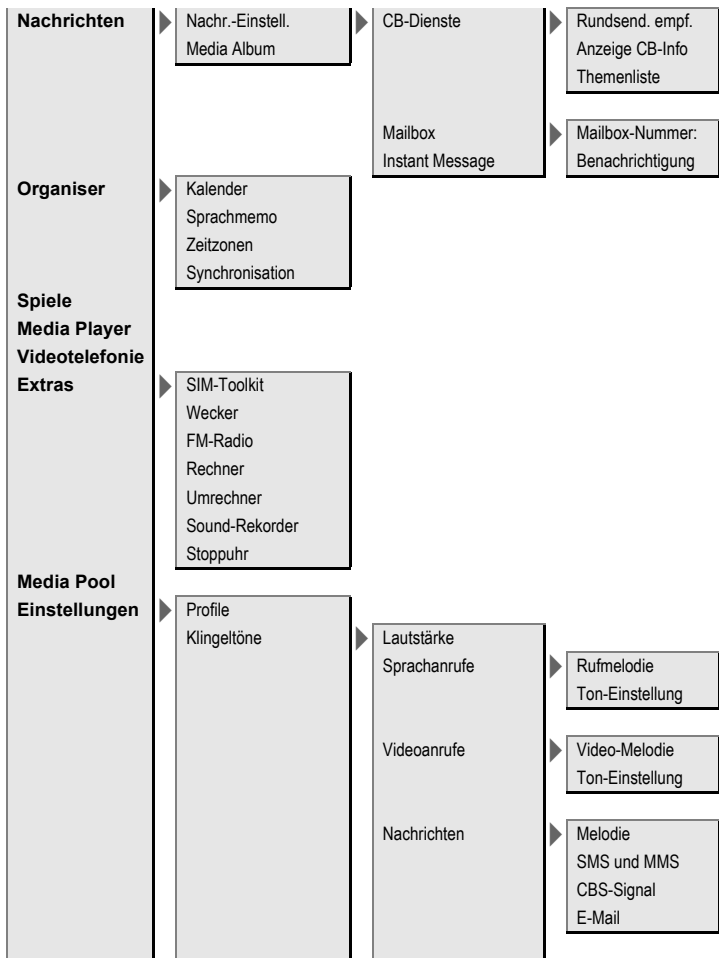 Nachrichten Nachr.-Einstell. CB-Dienste Rundsend. empf.
Media Album Anzeige CB-Info
Themenliste
Mailbox Mailbox-Nummer:
Instant Message Benachrichtigung
Organiser Kalender
Sprachmemo
Zeitzonen
Synchronisation
Spiele
Media Player
Videotelefonie
Extras SIM-Toolkit
Wecker
FM-Radio
Rechner
Umrechner
Sound-Rekorder
Stoppuhr
Media Pool
Einstellungen Profile
Klingeltöne Lautstärke
Sprachanrufe Rufmelodie
Ton-Einstellung
Videoanrufe Video-Melodie
Ton-Einstellung
Nachrichten Melodie
SMS und MMS
CBS-Signal
E-Mail